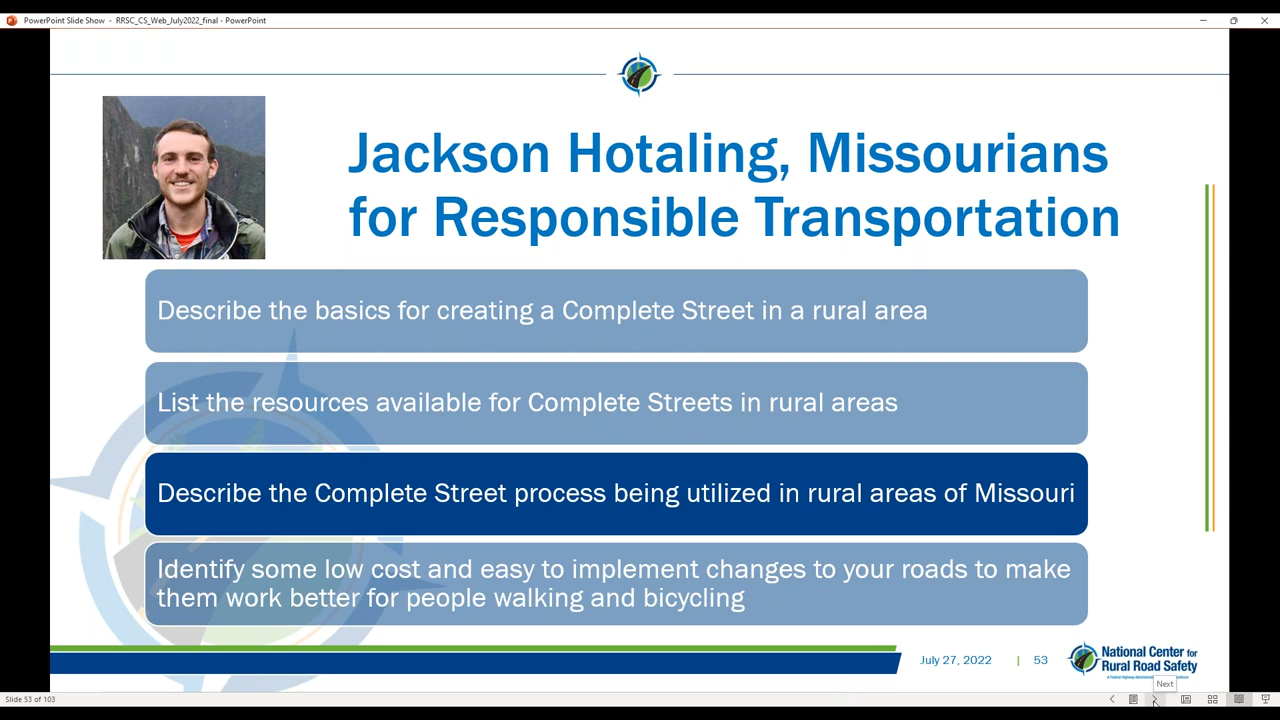 PowerPoint Slide Show - RRSC_CS_Web_July2022_final - PowerPoint
Jackson Hotaling, Missourians
for Responsible Transportation
Describe the basics for creating a Complete Street in a rural area
List the resources available for Complete Streets in rural areas
Describe the Complete Street process being utilized in rural areas of Missouri
Identify some low cost and easy to implement changes to your roads to make
them work better for people walking and bicycling
July 27, 2022 | 53
National Center for
Rural Road Safety
Next
Slide 53 of 103